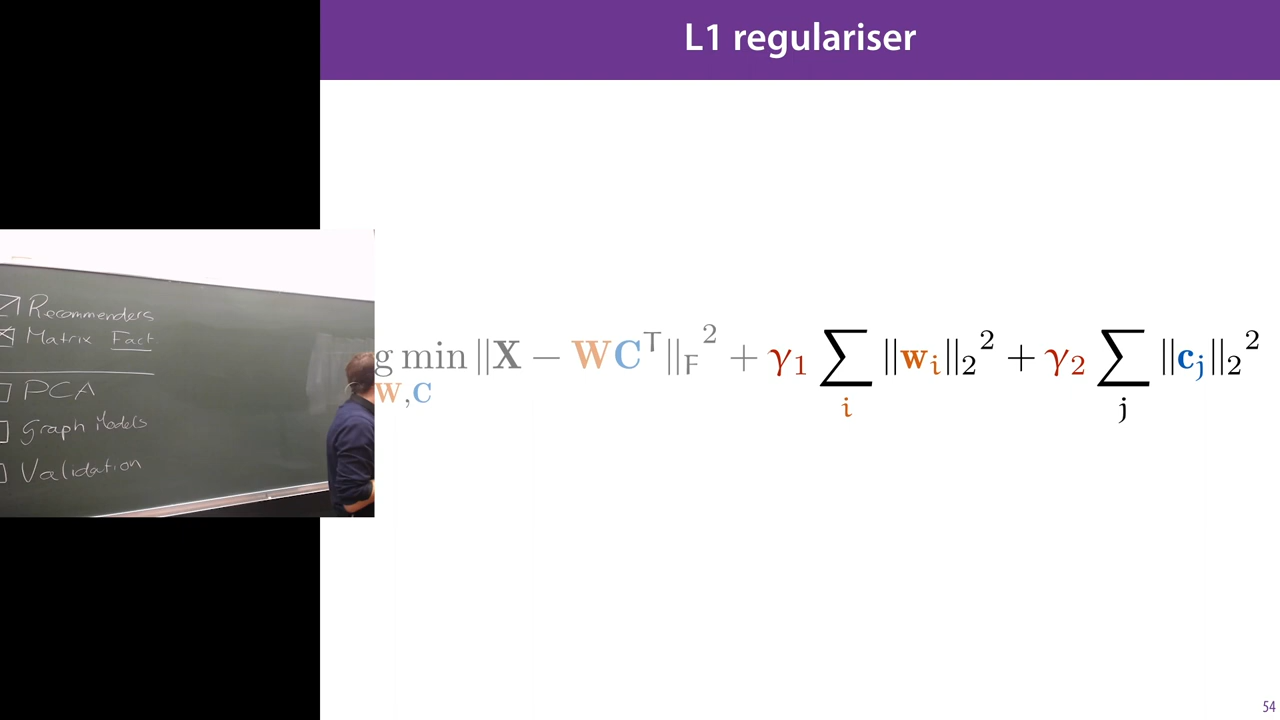 L1 regulariser
Recommenders
Matrix Fact.
PCA
Graph Models
Validation
g min ‖X − WCᵀ‖F² + γ₁ ∑ ‖wᵢ‖₂² + γ₂ ∑ ‖cⱼ‖₂²
W,C i j
54